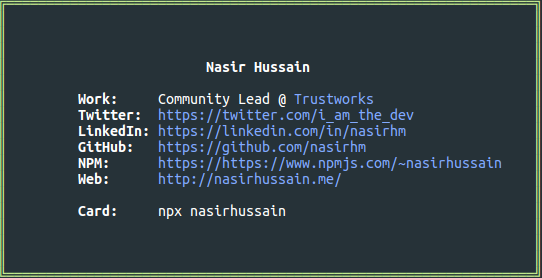 Nasir Hussain
Work: Community Lead @ Trustworks
Twitter: https://twitter.com/i_am_the_dev
LinkedIn: https://linkedin.com/in/nasirhm
GitHub: https://github.com/nasirhm
NPM: https://https://www.npmjs.com/~nasirhussain
Web: http://nasirhussain.me/
Card: npx nasirhussain